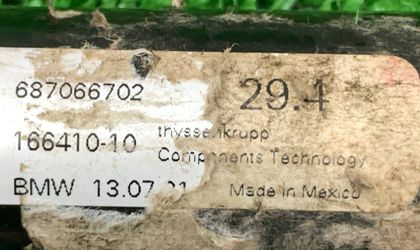 687066702 29.4
166410-10 thyssenkrupp
Components Technology
BMW 13.07.21 Made in Mexico